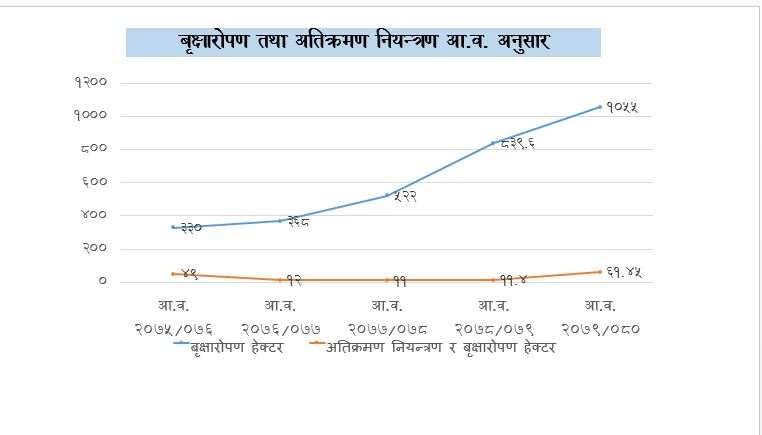 बृक्षारोपण तथा अतिक्रमण नियन्त्रण आ.व. अनुसार
१२००
१०००
८००
६००
४००
२००
०
३३०
३६८
५२२
८३९.६
१०५५
४९
१२
११
११.४
६१.४५
आ.व. २०७५/०७६
आ.व. २०७६/०७७
आ.व. २०७७/०७८
आ.व. २०७८/०७९
आ.व. २०७९/०८०
बृक्षारोपण हेक्टर
अतिक्रमण नियन्त्रण र बृक्षारोपण हेक्टर